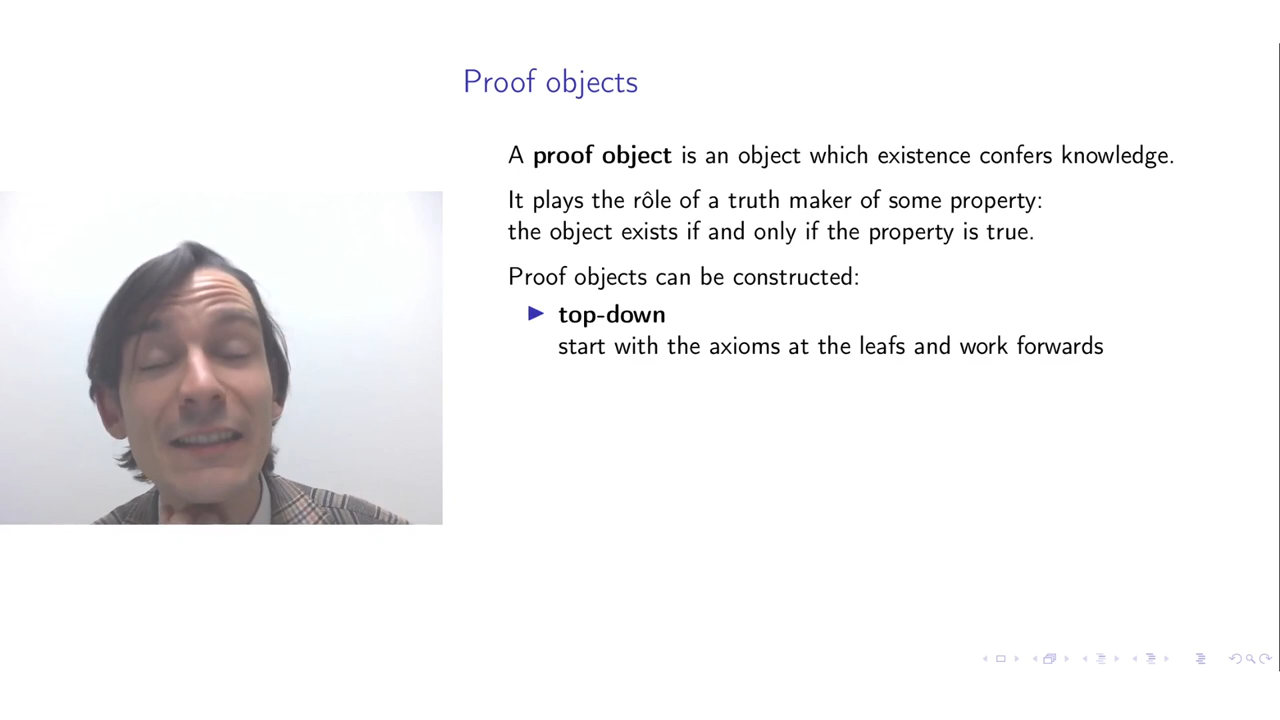 Proof objects
A proof object is an object which existence confers knowledge.
It plays the rôle of a truth maker of some property:
the object exists if and only if the property is true.
Proof objects can be constructed:
top-down
start with the axioms at the leafs and work forwards